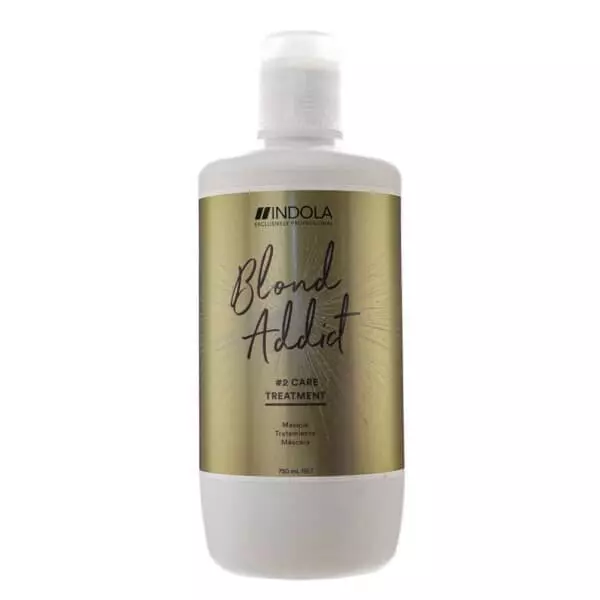 INDOLA
EXCLUSIVELY PROFESSIONAL
Blond
Addict
#2 CARE
TREATMENT
Masque
Tratamiento
Máscara
750 mL